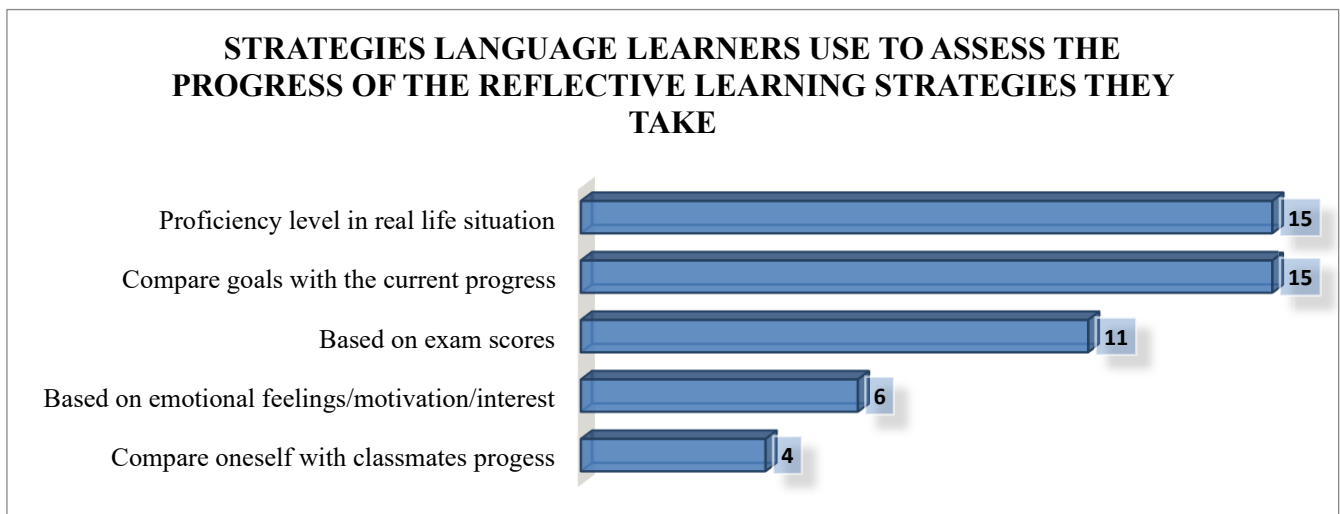 STRATEGIES LANGUAGE LEARNERS USE TO ASSESS THE
PROGRESS OF THE REFLECTIVE LEARNING STRATEGIES THEY
TAKE
Proficiency level in real life situation
15
Compare goals with the current progress
15
Based on exam scores
11
Based on emotional feelings/motivation/interest
6
Compare oneself with classmates progess
4